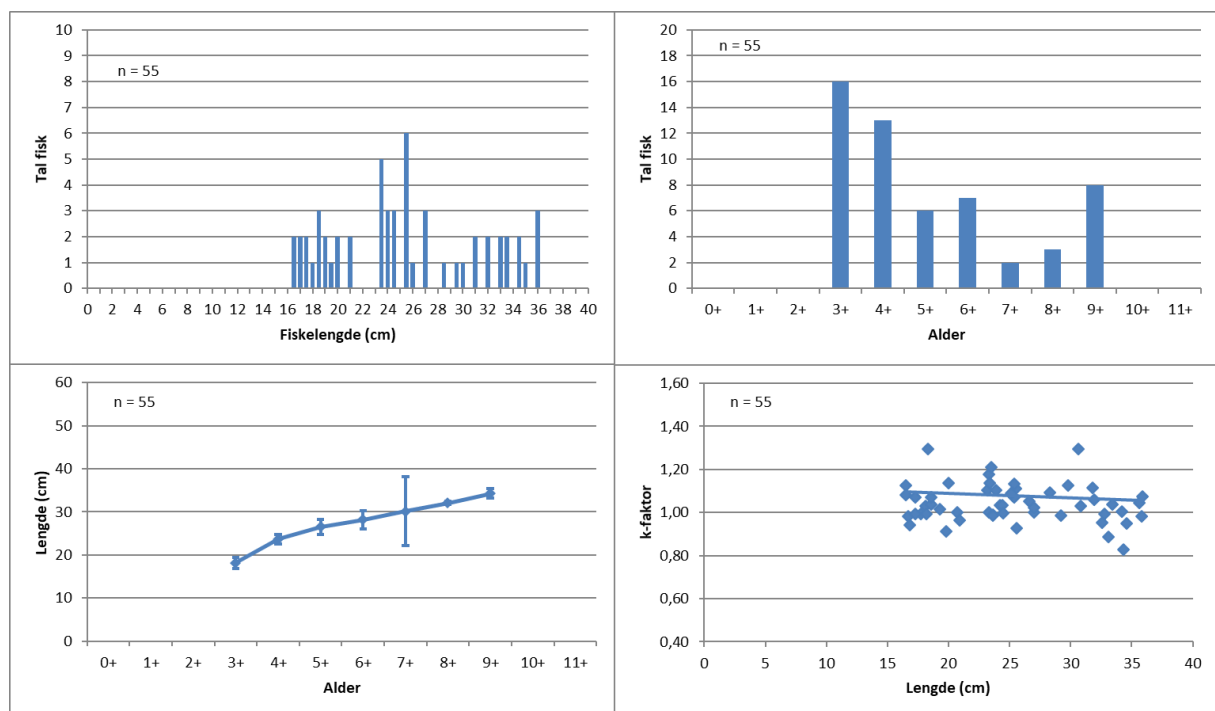 10
9
8
7
6
5
4
3
2
1
0
Tal fisk
n = 55
0 2 4 6 8 10 12 14 16 18 20 22 24 26 28 30 32 34 36 38 40
Fiskelengde (cm)
20
18
16
14
12
10
8
6
4
2
0
Tal fisk
n = 55
0+ 1+ 2+ 3+ 4+ 5+ 6+ 7+ 8+ 9+ 10+ 11+
Alder
60
50
40
30
20
10
0
Lengde (cm)
n = 55
0+ 1+ 2+ 3+ 4+ 5+ 6+ 7+ 8+ 9+ 10+ 11+
Alder
1,60
1,40
1,20
1,00
0,80
0,60
0,40
k-faktor
n = 55
0 5 10 15 20 25 30 35 40
Lengde (cm)